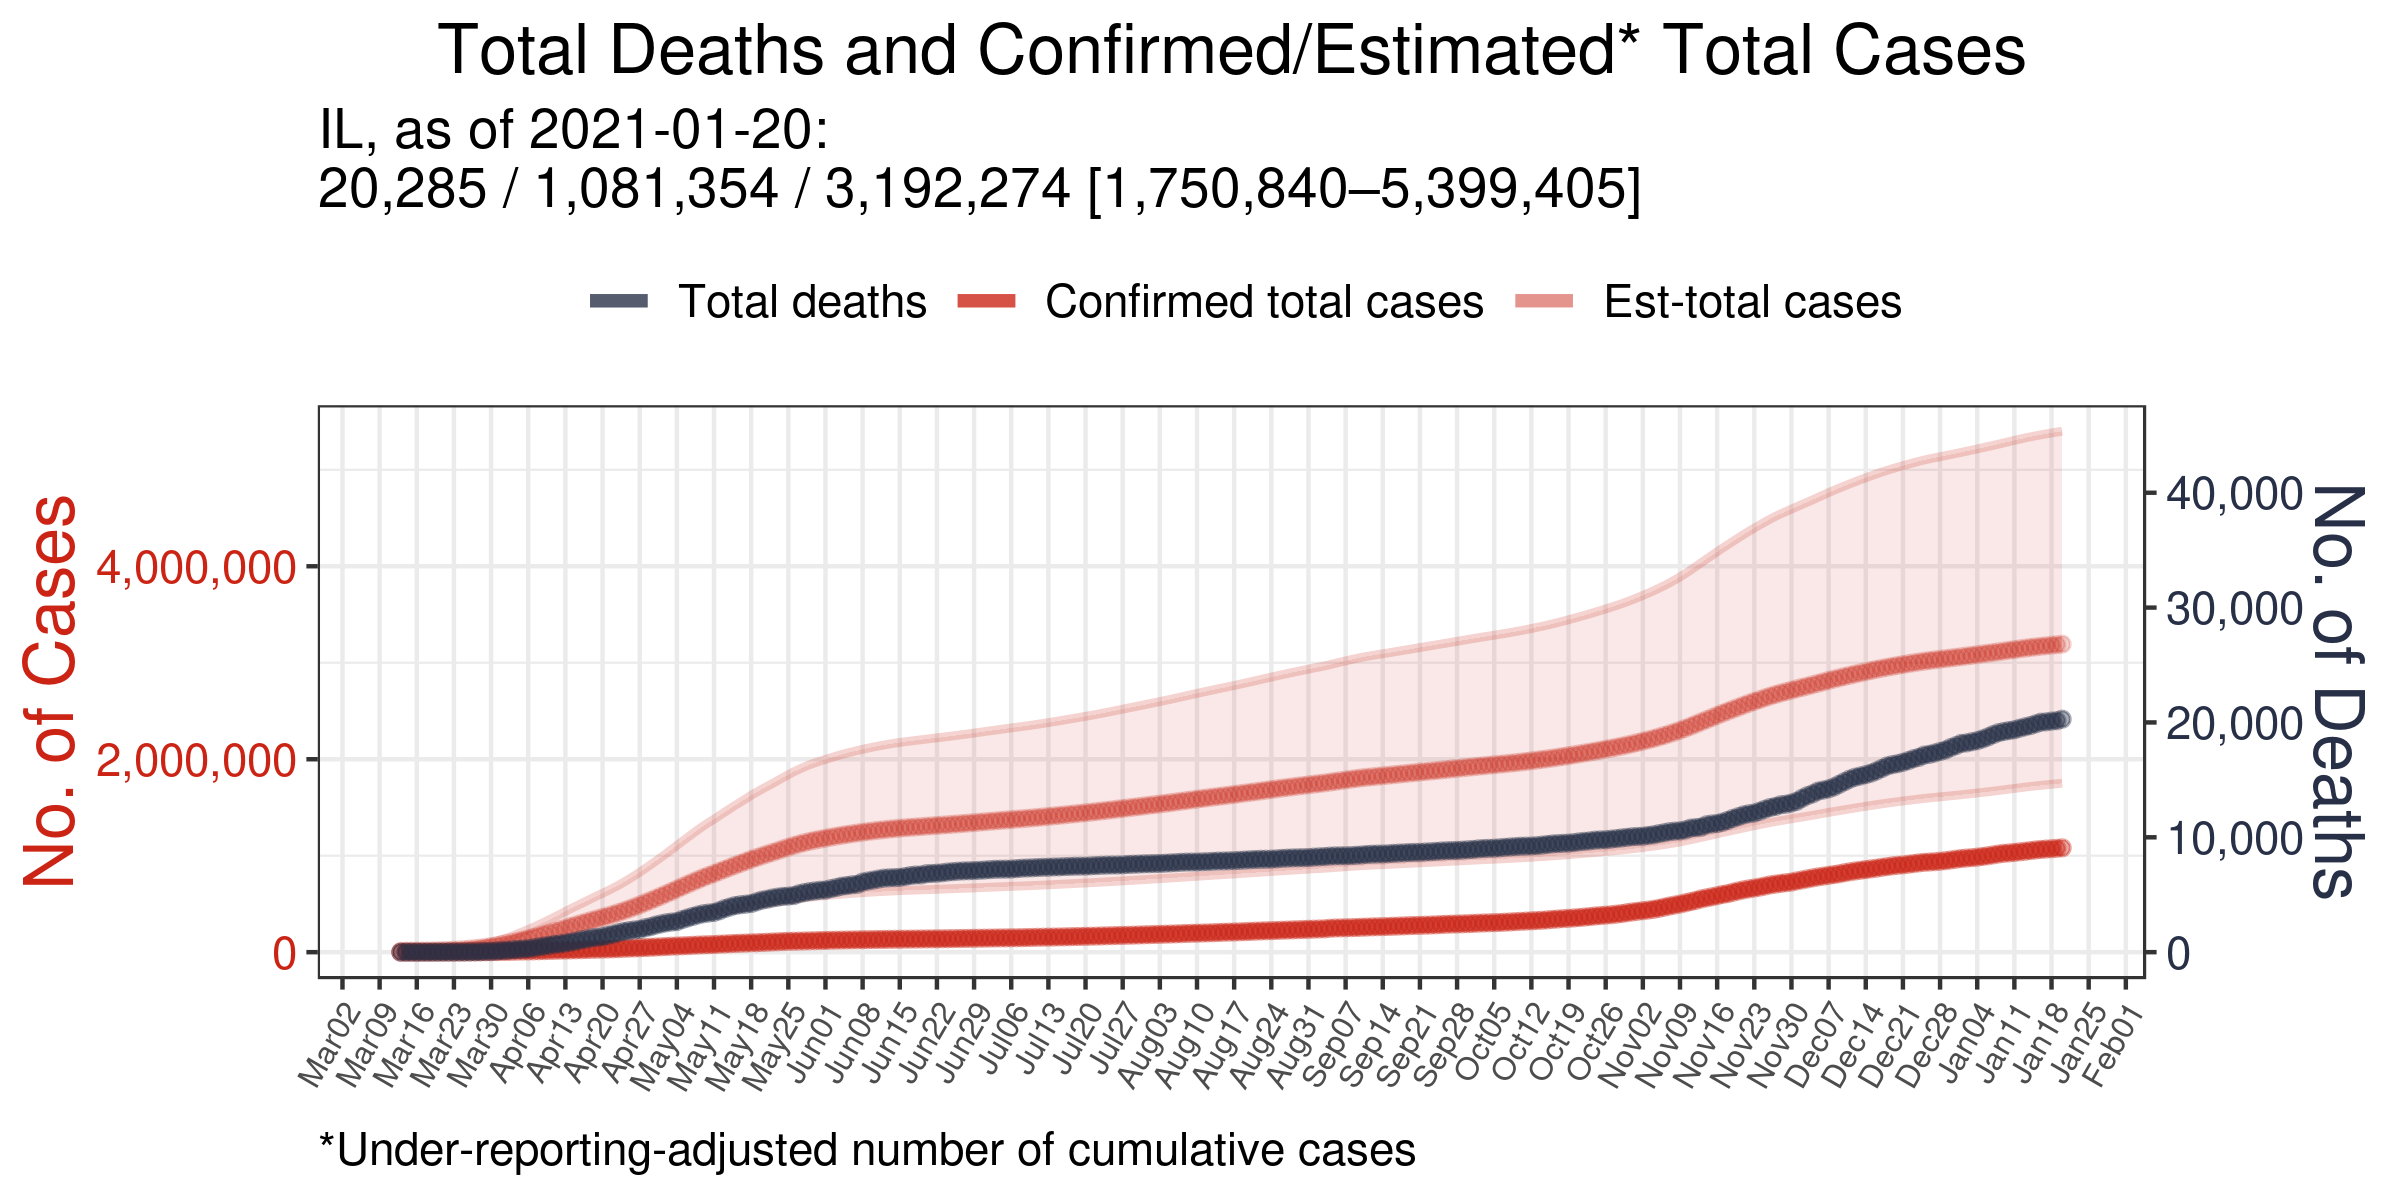 Total Deaths and Confirmed/Estimated* Total Cases
IL, as of 2021-01-20:
20,285 / 1,081,354 / 3,192,274 [1,750,840–5,399,405]
Total deaths
Confirmed total cases
Est-total cases
No. of Cases
4,000,000
2,000,000
0
40,000
30,000
20,000
10,000
0
No. of Deaths
Mar02
Mar09
Mar16
Mar23
Mar30
Apr06
Apr13
Apr20
Apr27
May04
May11
May18
May25
Jun01
Jun08
Jun15
Jun22
Jun29
Jul06
Jul13
Jul20
Jul27
Aug03
Aug10
Aug17
Aug24
Aug31
Sep07
Sep14
Sep21
Sep28
Oct05
Oct12
Oct19
Oct26
Nov02
Nov09
Nov16
Nov23
Nov30
Dec07
Dec14
Dec21
Dec28
Jan04
Jan11
Jan18
Jan25
Feb01
*Under-reporting-adjusted number of cumulative cases